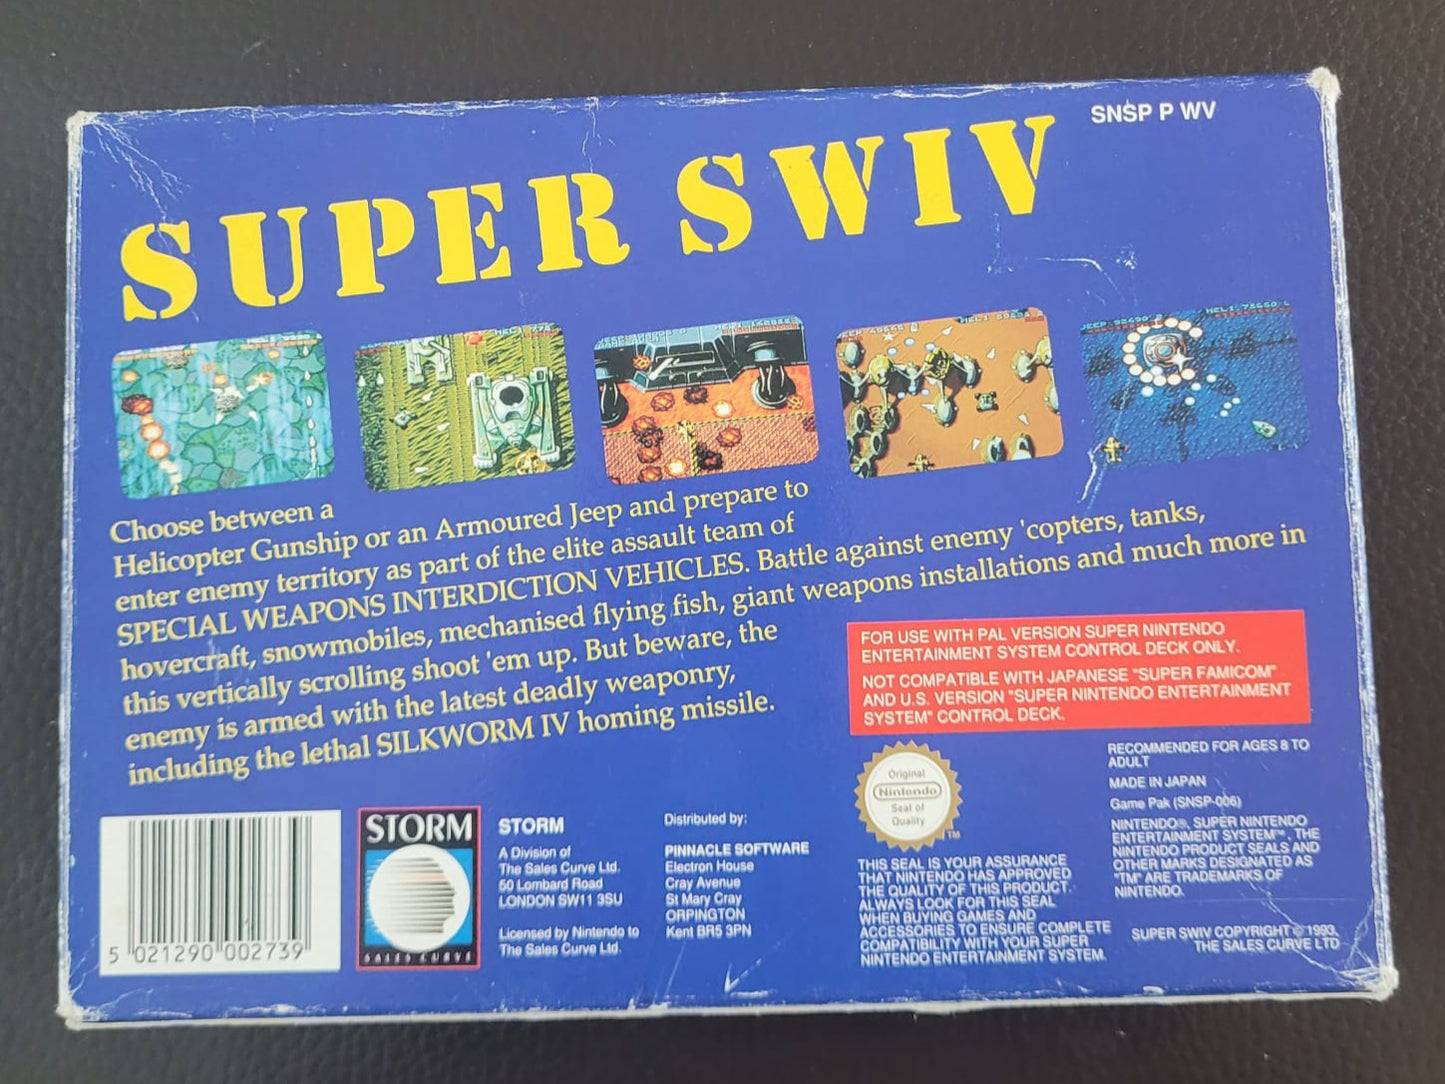 SNSP P WV
SUPER SWIV
Choose between a
Helicopter Gunship or an Armoured Jeep and prepare to
enter enemy territory as part of the elite assault team of
SPECIAL WEAPONS INTERDICTION VEHICLES. Battle against enemy 'copters, tanks,
hovercraft, snowmobiles, mechanised flying fish, giant weapons installations and much more in
this vertically scrolling shoot 'em up. But beware, the
enemy is armed with the latest deadly weaponry,
including the lethal SILKWORM IV homing missile.
FOR USE WITH PAL VERSION SUPER NINTENDO
ENTERTAINMENT SYSTEM CONTROL DECK ONLY.
NOT COMPATIBLE WITH JAPANESE "SUPER FAMICOM"
AND U.S. VERSION "SUPER NINTENDO ENTERTAINMENT
SYSTEM" CONTROL DECK.
5 021290 002739
STORM
SALES CURVE
STORM
A Division of
The Sales Curve Ltd.
50 Lombard Road
LONDON SW11 3SU
Licensed by Nintendo to
The Sales Curve Ltd.
Distributed by:
PINNACLE SOFTWARE
Electron House
Cray Avenue
St Mary Cray
ORPINGTON
Kent BR5 3PN
Original
Nintendo
Seal of
Quality
TM
THIS SEAL IS YOUR ASSURANCE
THAT NINTENDO HAS APPROVED
THE QUALITY OF THIS PRODUCT.
ALWAYS LOOK FOR THIS SEAL
WHEN BUYING GAMES AND
ACCESSORIES TO ENSURE COMPLETE
COMPATIBILITY WITH YOUR SUPER
NINTENDO ENTERTAINMENT SYSTEM.
RECOMMENDED FOR AGES 8 TO
ADULT
MADE IN JAPAN
Game Pak (SNSP-006)
NINTENDO®, SUPER NINTENDO
ENTERTAINMENT SYSTEM™, THE
NINTENDO PRODUCT SEALS AND
OTHER MARKS DESIGNATED AS
"TM" ARE TRADEMARKS OF
NINTENDO.
SUPER SWIV COPYRIGHT © 1993,
THE SALES CURVE LTD